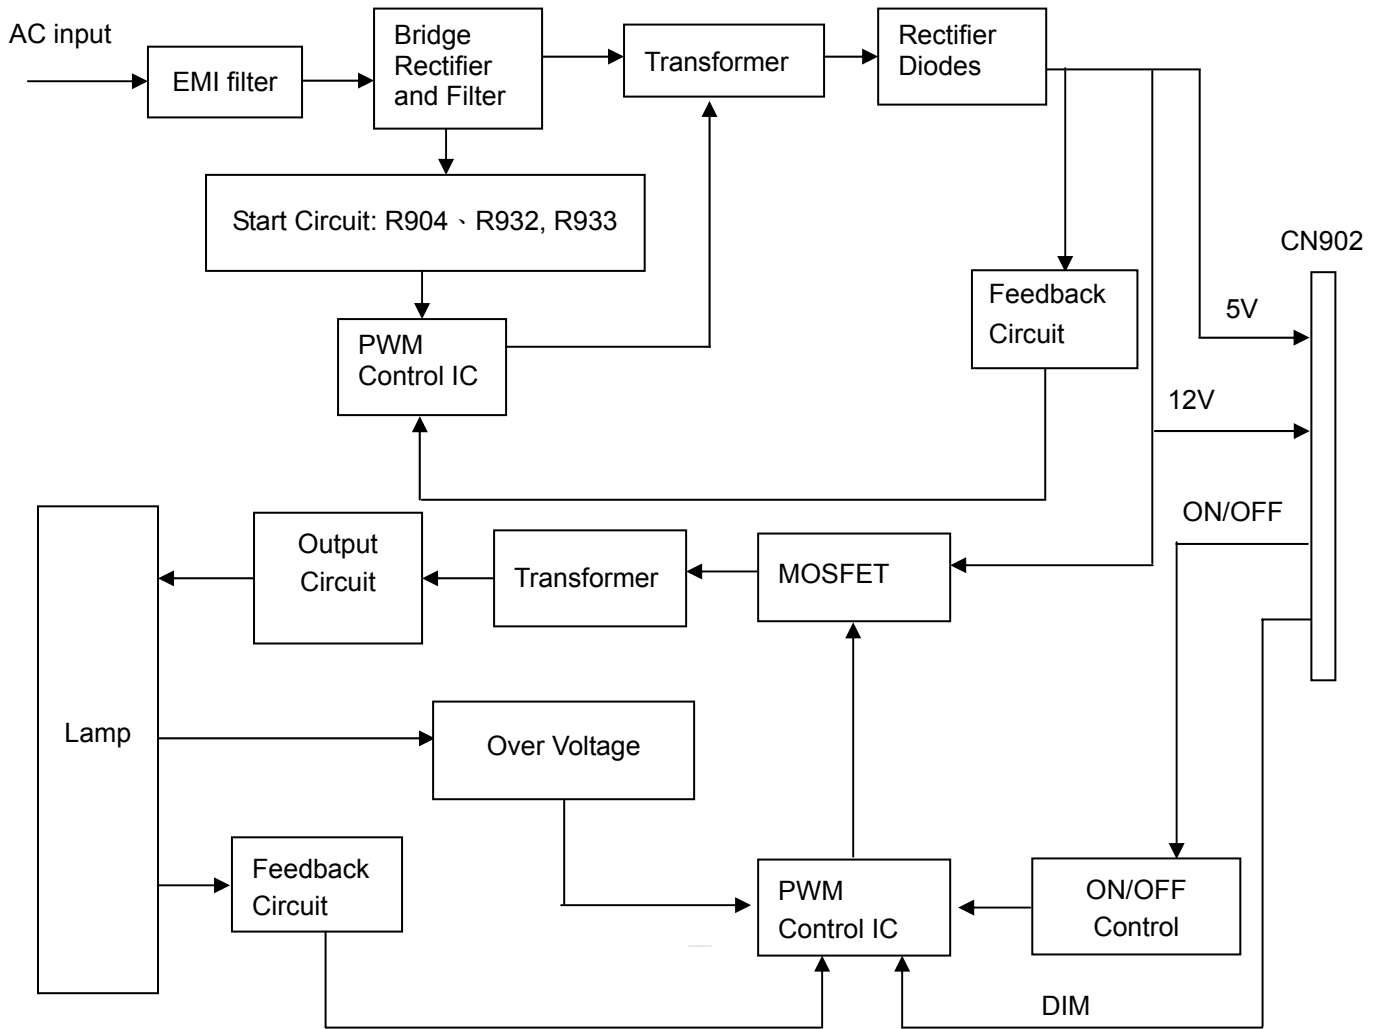 AC input
EMI filter
Bridge
Rectifier
and Filter
Transformer
Rectifier
Diodes
Start Circuit: R904、R932, R933
PWM
Control IC
Feedback
Circuit
CN902
5V
12V
ON/OFF
Output
Circuit
Transformer
MOSFET
Lamp
Over Voltage
Feedback
Circuit
PWM
Control IC
ON/OFF
Control
DIM